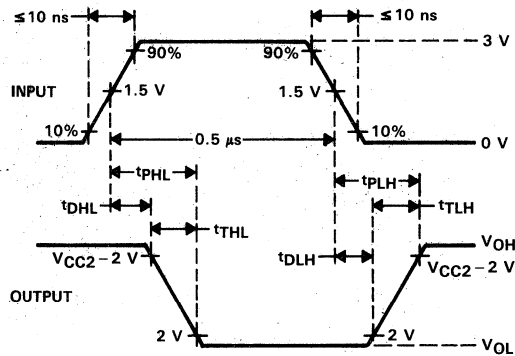 ≤10 ns
≤10 ns
3 V
90%
90%
INPUT
1.5 V
1.5 V
10%
10%
0.5 μs
0 V
tPHL
tPLH
tDHL
tTLH
tTHL
tDLH
VOH
VCC2−2 V
VCC2−2 V
OUTPUT
2 V
2 V
VOL